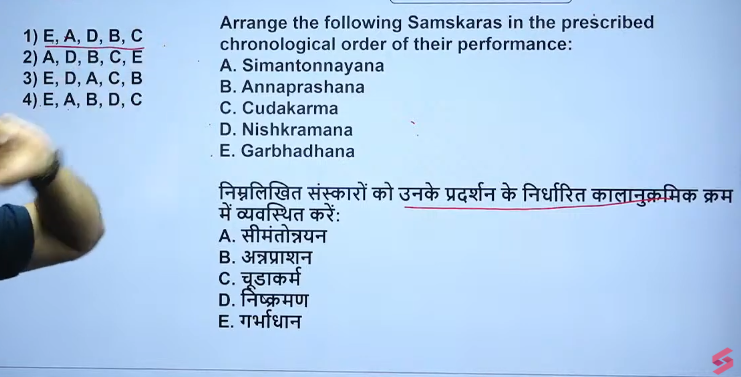 1) E, A, D, B, C
2) A, D, B, C, E
3) E, D, A, C, B
4) E, A, B, D, C
Arrange the following Samskaras in the prescribed
chronological order of their performance:
A. Simantonnayana
B. Annaprashana
C. Cudakarma
D. Nishkramana
E. Garbhadhana
निम्नलिखित संस्कारों को उनके प्रदर्शन के निर्धारित कालानुक्रमिक क्रम
में व्यवस्थित करें:
A. सीमंतोन्नयन
B. अन्नप्राशन
C. चूडाकर्म
D. निष्क्रमण
E. गर्भाधान